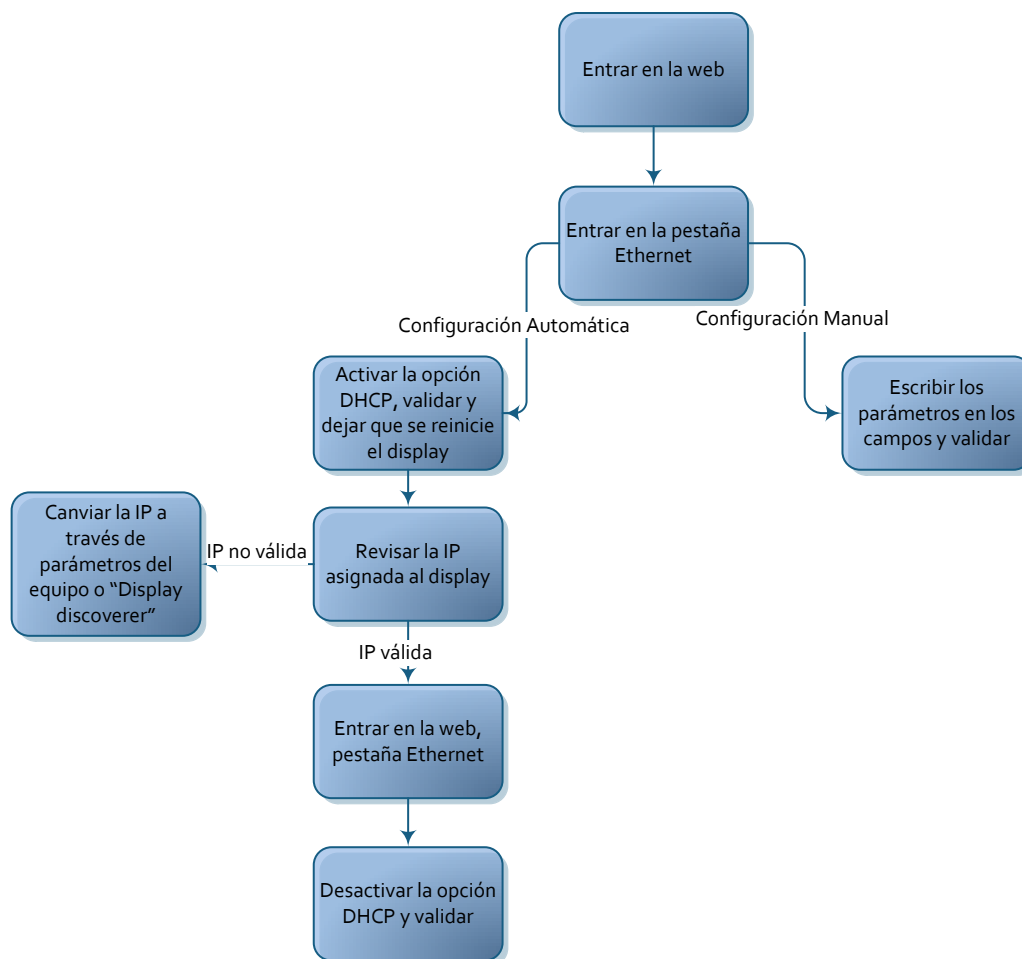 Entrar en la web
Entrar en la pestaña
Ethernet
Configuración Automática
Configuración Manual
Activar la opción
DHCP, validar y
dejar que se reinicie
el display
Escribir los
parámetros en los
campos y validar
Canviar la IP a
través de
parámetros del
equipo o “Display
discoverer”
IP no válida
Revisar la IP
asignada al display
IP válida
Entrar en la web,
pestaña Ethernet
Desactivar la opción
DHCP y validar